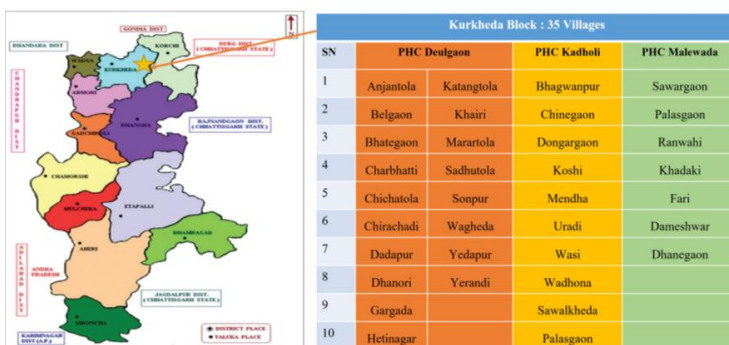 GONDIA DIST
BHANDARA DIST
KORCHI
DURG DIST
( CHHATTISGARH STATE )
WADSA
KURKHEDA
ARMORI
CHANDRAPUR DIST
DHANORA
RAJNANDGAON DIST.
( CHHATTISGARH STATE )
GADCHIROLI
CHAMORSHI
MULCHERA
ETAPALLI
BHAMRAGAD
AHERI
ADILABAD DIST
ANDHRA
PRADESH
JAGDALPUR DIST.
( CHHATTISGARH STATE )
SIRONCHA
KARIMNAGAR
DIST (A.P.)
DISTRICT PLACE
TALUKA PLACE
Kurkheda Block : 35 Villages
SN PHC Deulgaon PHC Kadholi PHC Malewada
1 Anjantola Katangtola Bhagwanpur Sawargaon
2 Belgaon Khairi Chinegaon Palasgaon
3 Bhategaon Marartola Dongargaon Ranwahi
4 Charbhatti Sadhutola Koshi Khadaki
5 Chichatola Sonpur Mendha Fari
6 Chirachadi Wagheda Uradi Dameshwar
7 Dadapur Yedapur Wasi Dhanegaon
8 Dhanori Yerandi Wadhona
9 Gargada Sawalkheda
10 Hetinagar Palasgaon